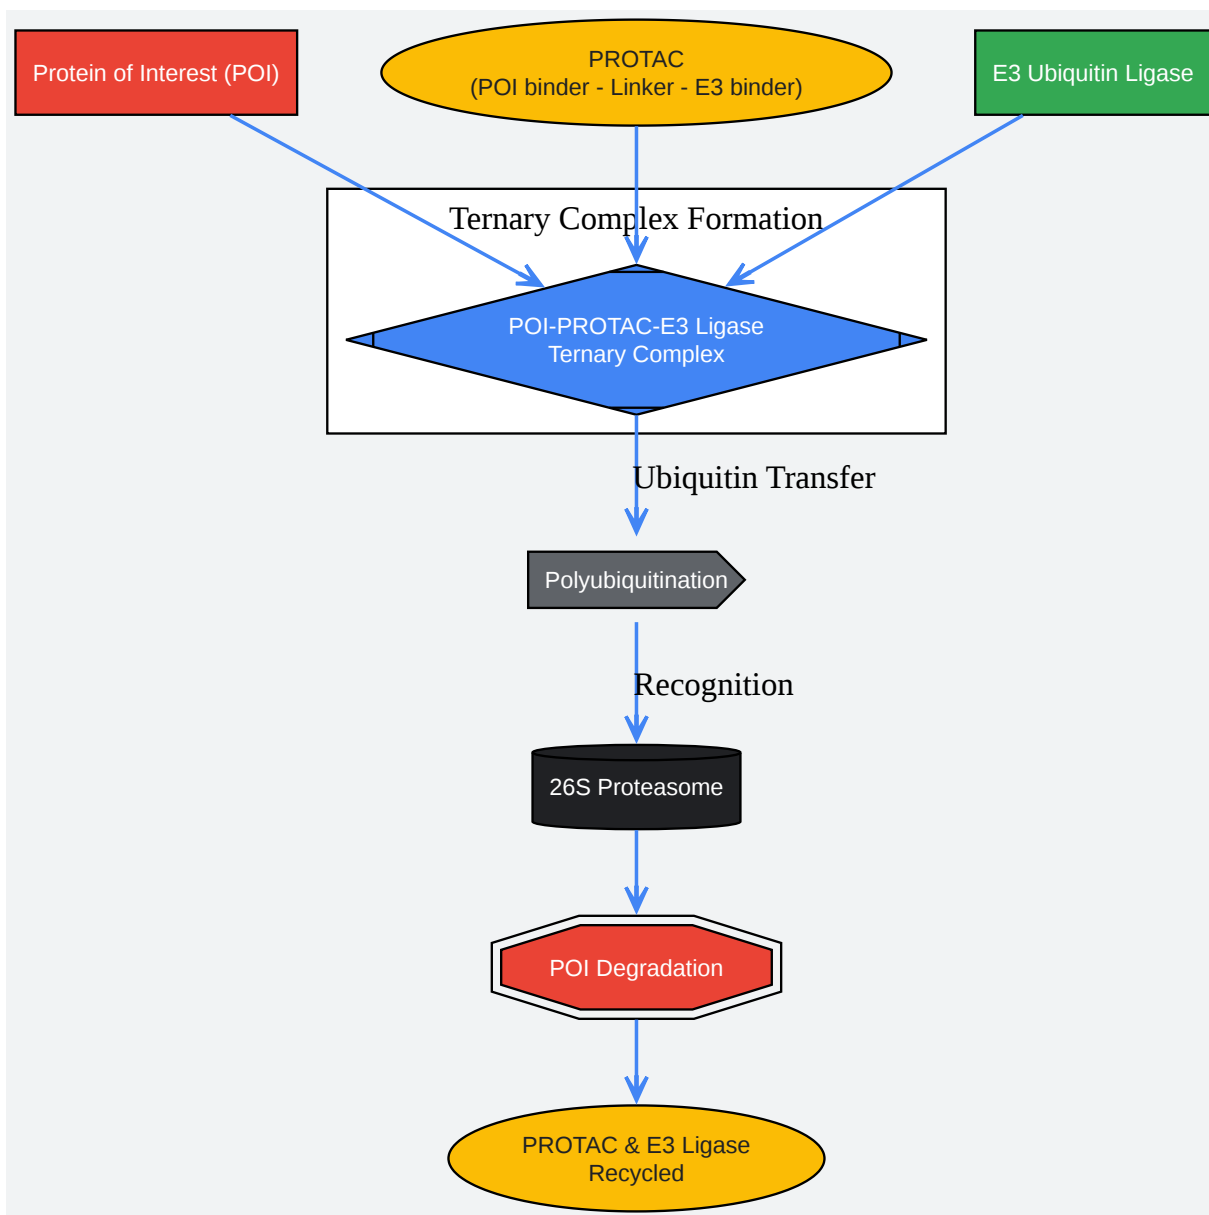 Protein of Interest (POI)
PROTAC
(POI binder - Linker - E3 binder)
E3 Ubiquitin Ligase
Ternary Complex Formation
POI-PROTAC-E3 Ligase
Ternary Complex
Ubiquitin Transfer
Polyubiquitination
Recognition
26S Proteasome
POI Degradation
PROTAC & E3 Ligase
Recycled